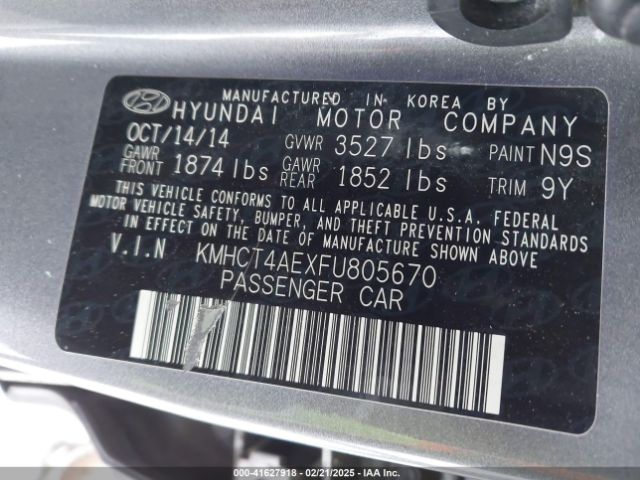 MANUFACTURED IN KOREA BY
HYUNDAI MOTOR COMPANY
OCT/14/14 GVWR 3527 lbs PAINT N9S
GAWR FRONT 1874 lbs GAWR REAR 1852 lbs TRIM 9Y
THIS VEHICLE CONFORMS TO ALL APPLICABLE U.S.A. FEDERAL
MOTOR VEHICLE SAFETY, BUMPER, AND THEFT PREVENTION STANDARDS
IN EFFECT ON THE DATE OF MANUFACTURE SHOWN ABOVE.
V.I.N KMHCT4AEXFU805670
PASSENGER CAR
000-41627918 - 02/21/2025 - IAA Inc.